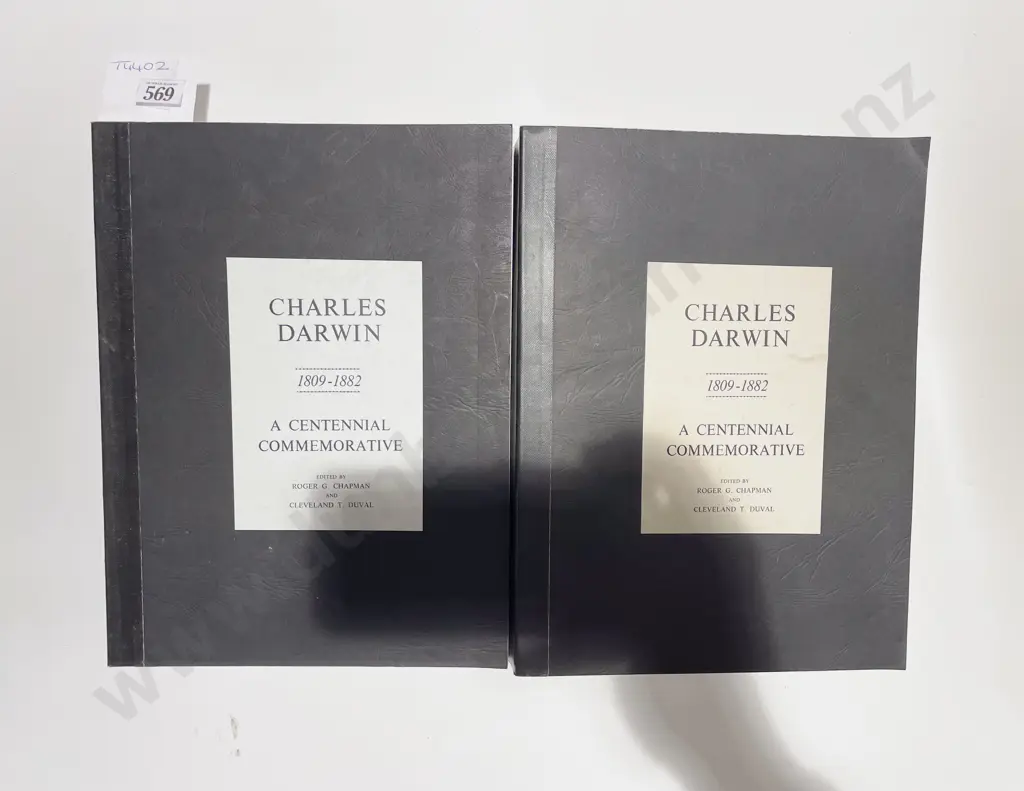 T4402
569
CHARLES
DARWIN
1809-1882
A CENTENNIAL
COMMEMORATIVE
EDITED BY
ROGER G. CHAPMAN
AND
CLEVELAND T. DUVAL
CHARLES
DARWIN
1809-1882
A CENTENNIAL
COMMEMORATIVE
EDITED BY
ROGER G. CHAPMAN
AND
CLEVELAND T. DUVAL